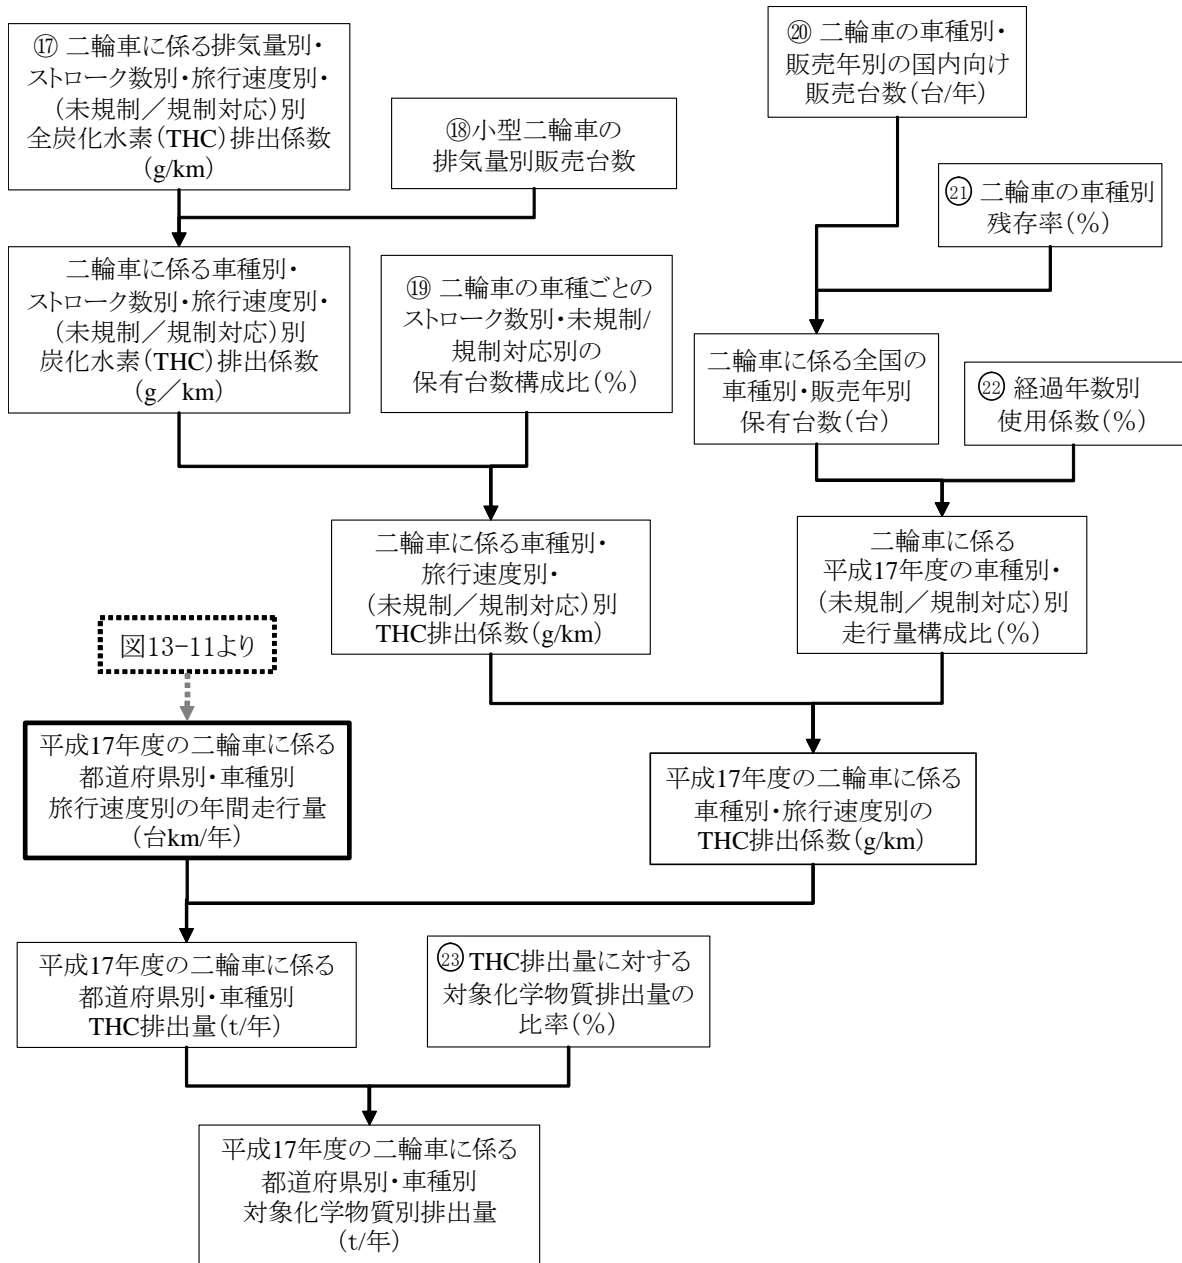 ⑰ 二輪車に係る排気量別・
ストローク数別・旅行速度別・
(未規制／規制対応)別
全炭化水素(THC)排出係数
(g/km)
⑱小型二輪車の
排気量別販売台数
⑳ 二輪車の車種別・
販売年別の国内向け
販売台数(台/年)
㉑ 二輪車の車種別
残存率(%)
二輪車に係る車種別・
ストローク数別・旅行速度別・
(未規制／規制対応)別
炭化水素(THC)排出係数
(g／km)
⑲ 二輪車の車種ごとの
ストローク数別・未規制/
規制対応別の
保有台数構成比(%)
二輪車に係る全国の
車種別・販売年別
保有台数(台)
㉒ 経過年数別
使用係数(%)
二輪車に係る車種別・
旅行速度別・
(未規制／規制対応)別
THC排出係数(g/km)
二輪車に係る
平成17年度の車種別・
(未規制／規制対応)別
走行量構成比(%)
図13-11より
平成17年度の二輪車に係る
都道府県別・車種別
旅行速度別の年間走行量
(台km/年)
平成17年度の二輪車に係る
車種別・旅行速度別の
THC排出係数(g/km)
平成17年度の二輪車に係る
都道府県別・車種別
THC排出量(t/年)
㉓ THC排出量に対する
対象化学物質排出量の
比率(%)
平成17年度の二輪車に係る
都道府県別・車種別
対象化学物質別排出量
(t/年)